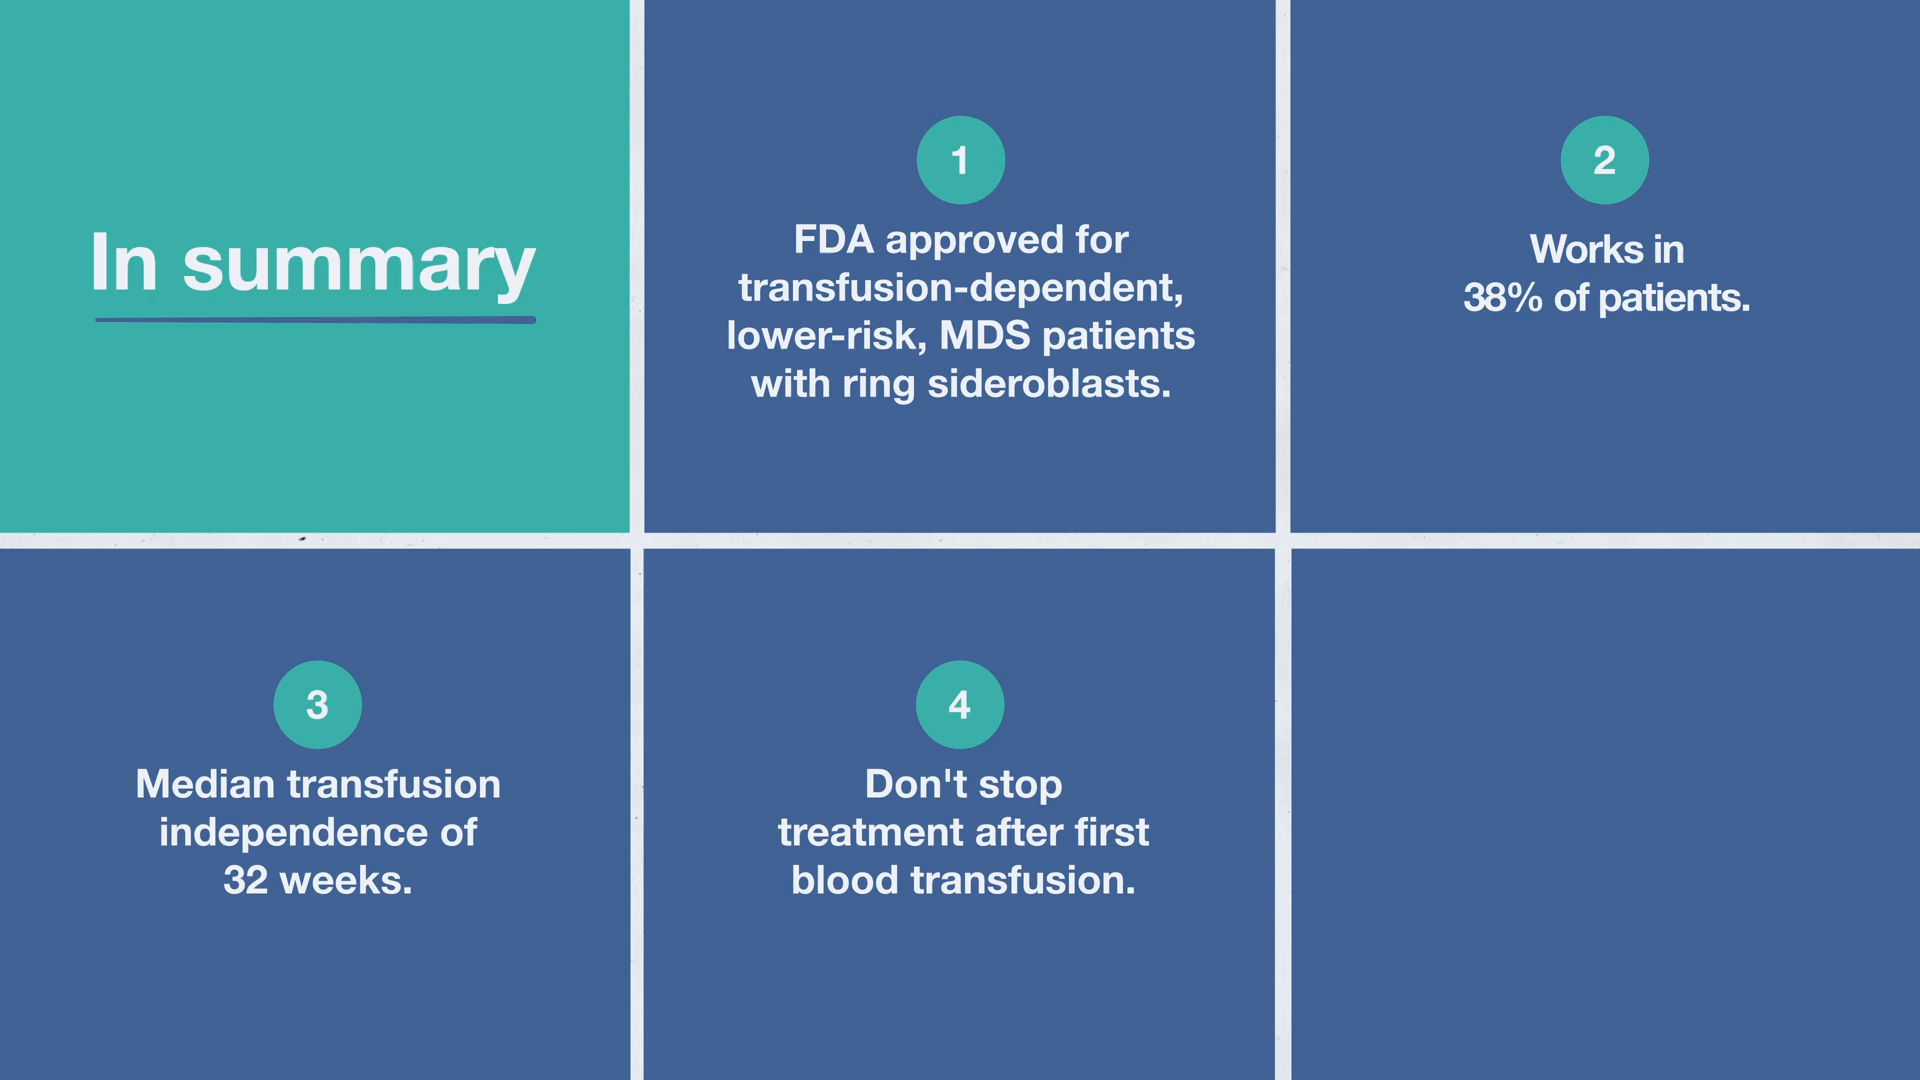 In summary
1
FDA approved for
transfusion-dependent,
lower-risk, MDS patients
with ring sideroblasts.
2
Works in
38% of patients.
3
Median transfusion
independence of
32 weeks.
4
Don't stop
treatment after first
blood transfusion.